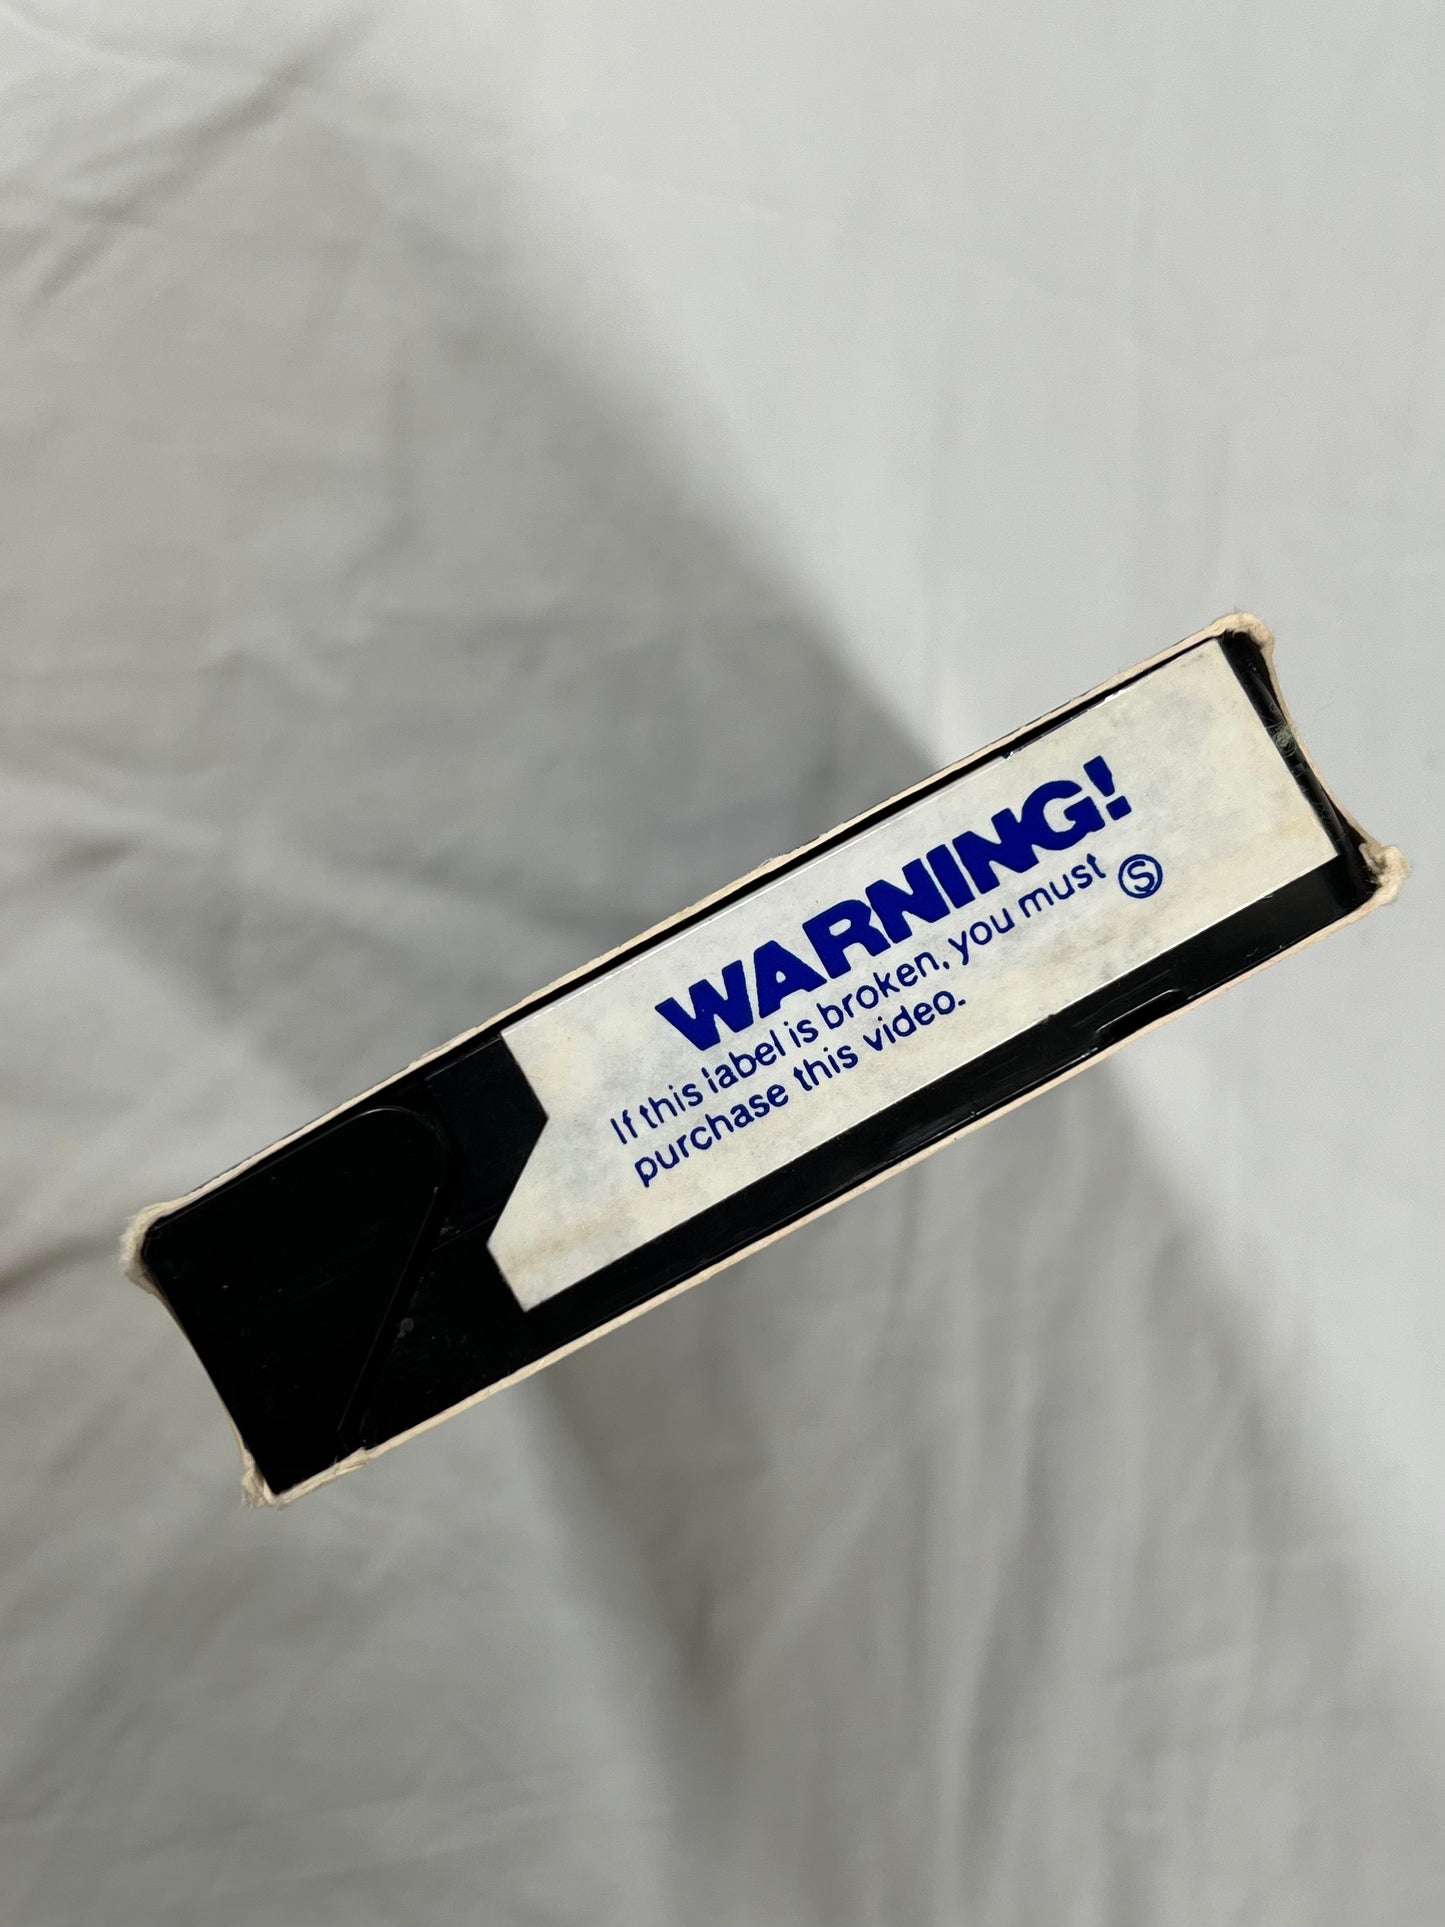 WARNING!
If this label is broken, you must Ⓢ
purchase this video.